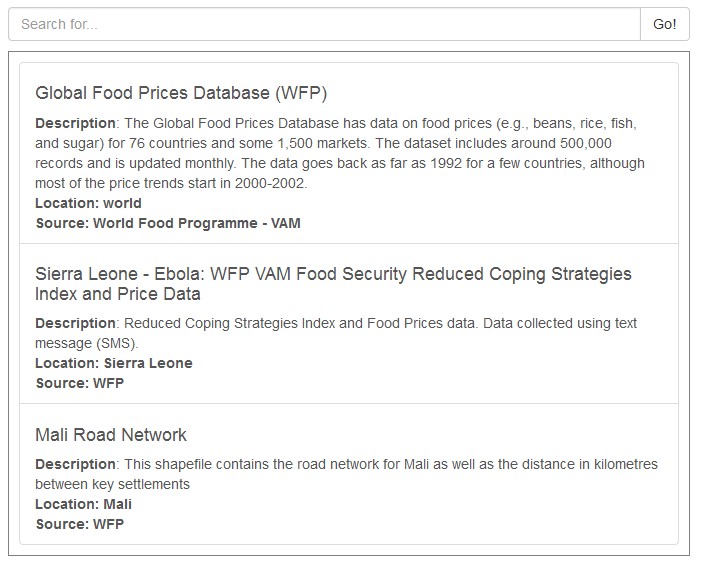 Search for...
Go!
Global Food Prices Database (WFP)
Description: The Global Food Prices Database has data on food prices (e.g., beans, rice, fish,
and sugar) for 76 countries and some 1,500 markets. The dataset includes around 500,000
records and is updated monthly. The data goes back as far as 1992 for a few countries, although
most of the price trends start in 2000-2002.
Location: world
Source: World Food Programme - VAM
Sierra Leone - Ebola: WFP VAM Food Security Reduced Coping Strategies
Index and Price Data
Description: Reduced Coping Strategies Index and Food Prices data. Data collected using text
message (SMS).
Location: Sierra Leone
Source: WFP
Mali Road Network
Description: This shapefile contains the road network for Mali as well as the distance in kilometres
between key settlements
Location: Mali
Source: WFP